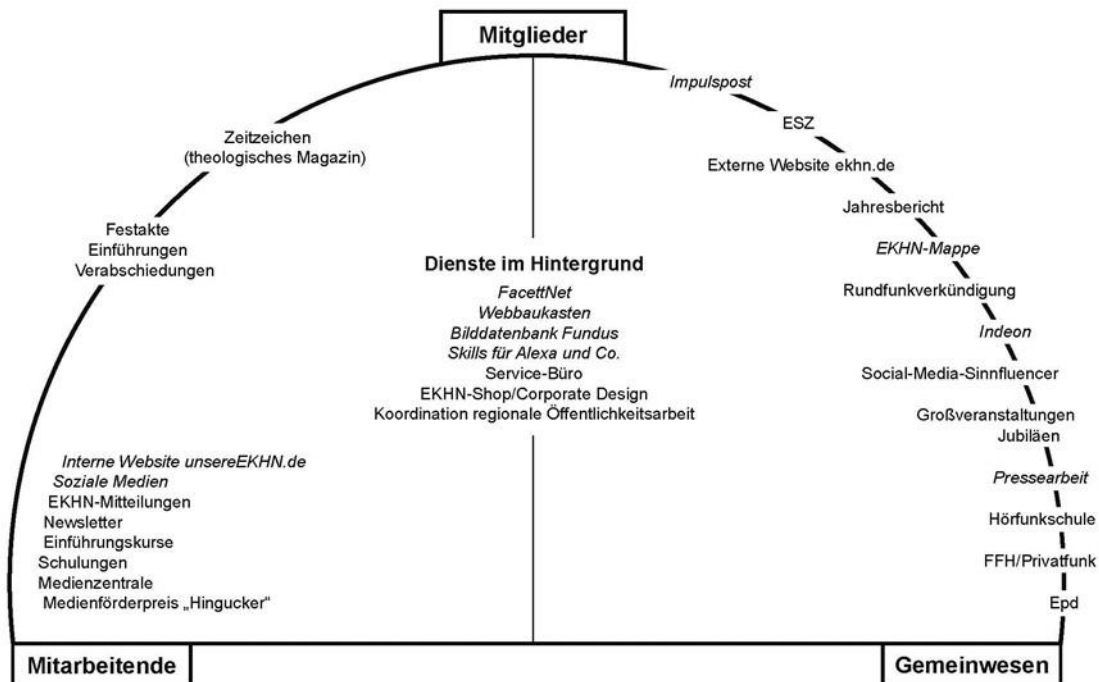 Mitglieder
Impulspost
ESZ
Zeitzeichen
(theologisches Magazin)
Externe Website ekhn.de
Jahresbericht
Festakte
Einführungen
Verabschiedungen
EKHN-Mappe
Dienste im Hintergrund
FacettNet
Webbaukasten
Bilddatenbank Fundus
Skills für Alexa und Co.
Service-Büro
EKHN-Shop/Corporate Design
Koordination regionale Öffentlichkeitsarbeit
Rundfunkverkündigung
Indeon
Social-Media-Sinnfluencer
Großveranstaltungen
Jubiläen
Interne Website unsereEKHN.de
Soziale Medien
EKHN-Mitteilungen
Newsletter
Einführungskurse
Schulungen
Medienzentrale
Medienförderpreis „Hingucker“
Pressearbeit
Hörfunkschule
FFH/Privatfunk
Epd
Mitarbeitende
Gemeinwesen